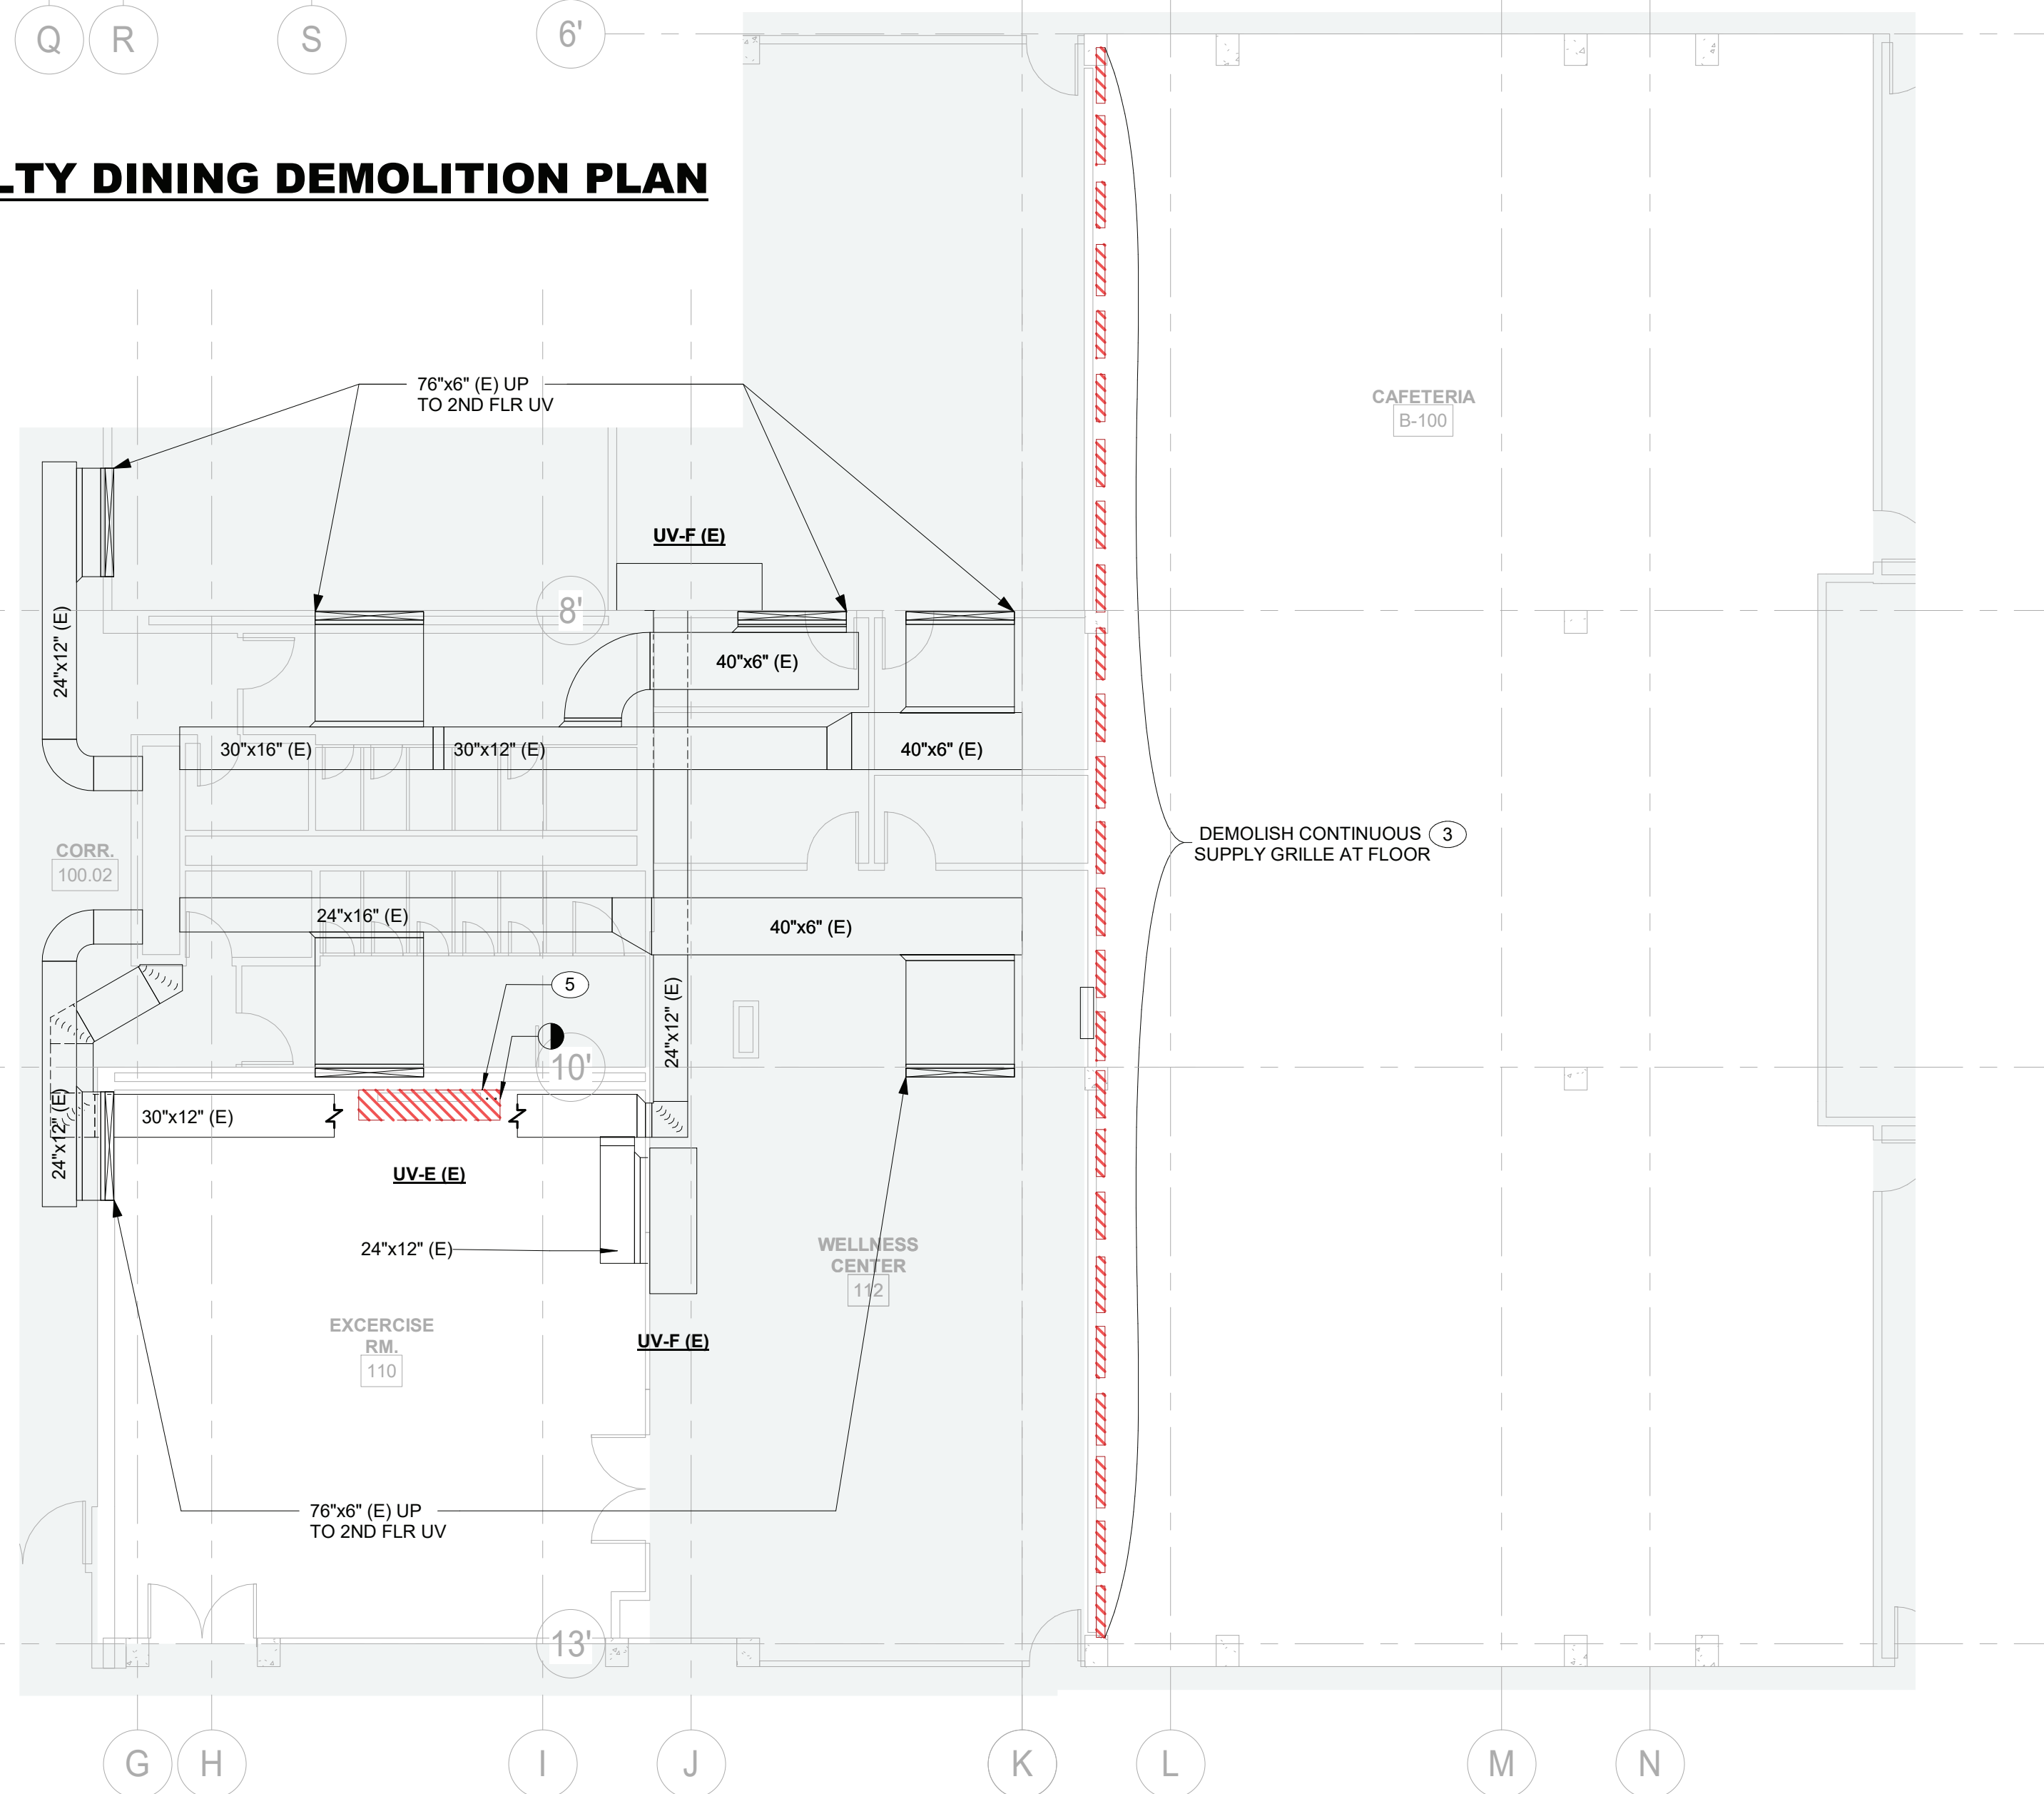 Q R S 6'
LTY DINING DEMOLITION PLAN
76"x6" (E) UP
TO 2ND FLR UV
CAFETERIA
B-100
UV-F (E)
8'
24"x12" (E)
40"x6" (E)
30"x16" (E) 30"x12"(E) 40"x6" (E)
DEMOLISH CONTINUOUS 3
SUPPLY GRILLE AT FLOOR
CORR.
100.02
24"x16" (E)
40"x6" (E)
5
24"x12" (E)
10'
24"x12" (E)
30"x12" (E)
UV-E (E)
24"x12" (E)
WELLNESS
CENTER
112
EXCERCISE
RM.
110
UV-F (E)
76"x6" (E) UP
TO 2ND FLR UV
13'
G H I J K L M N